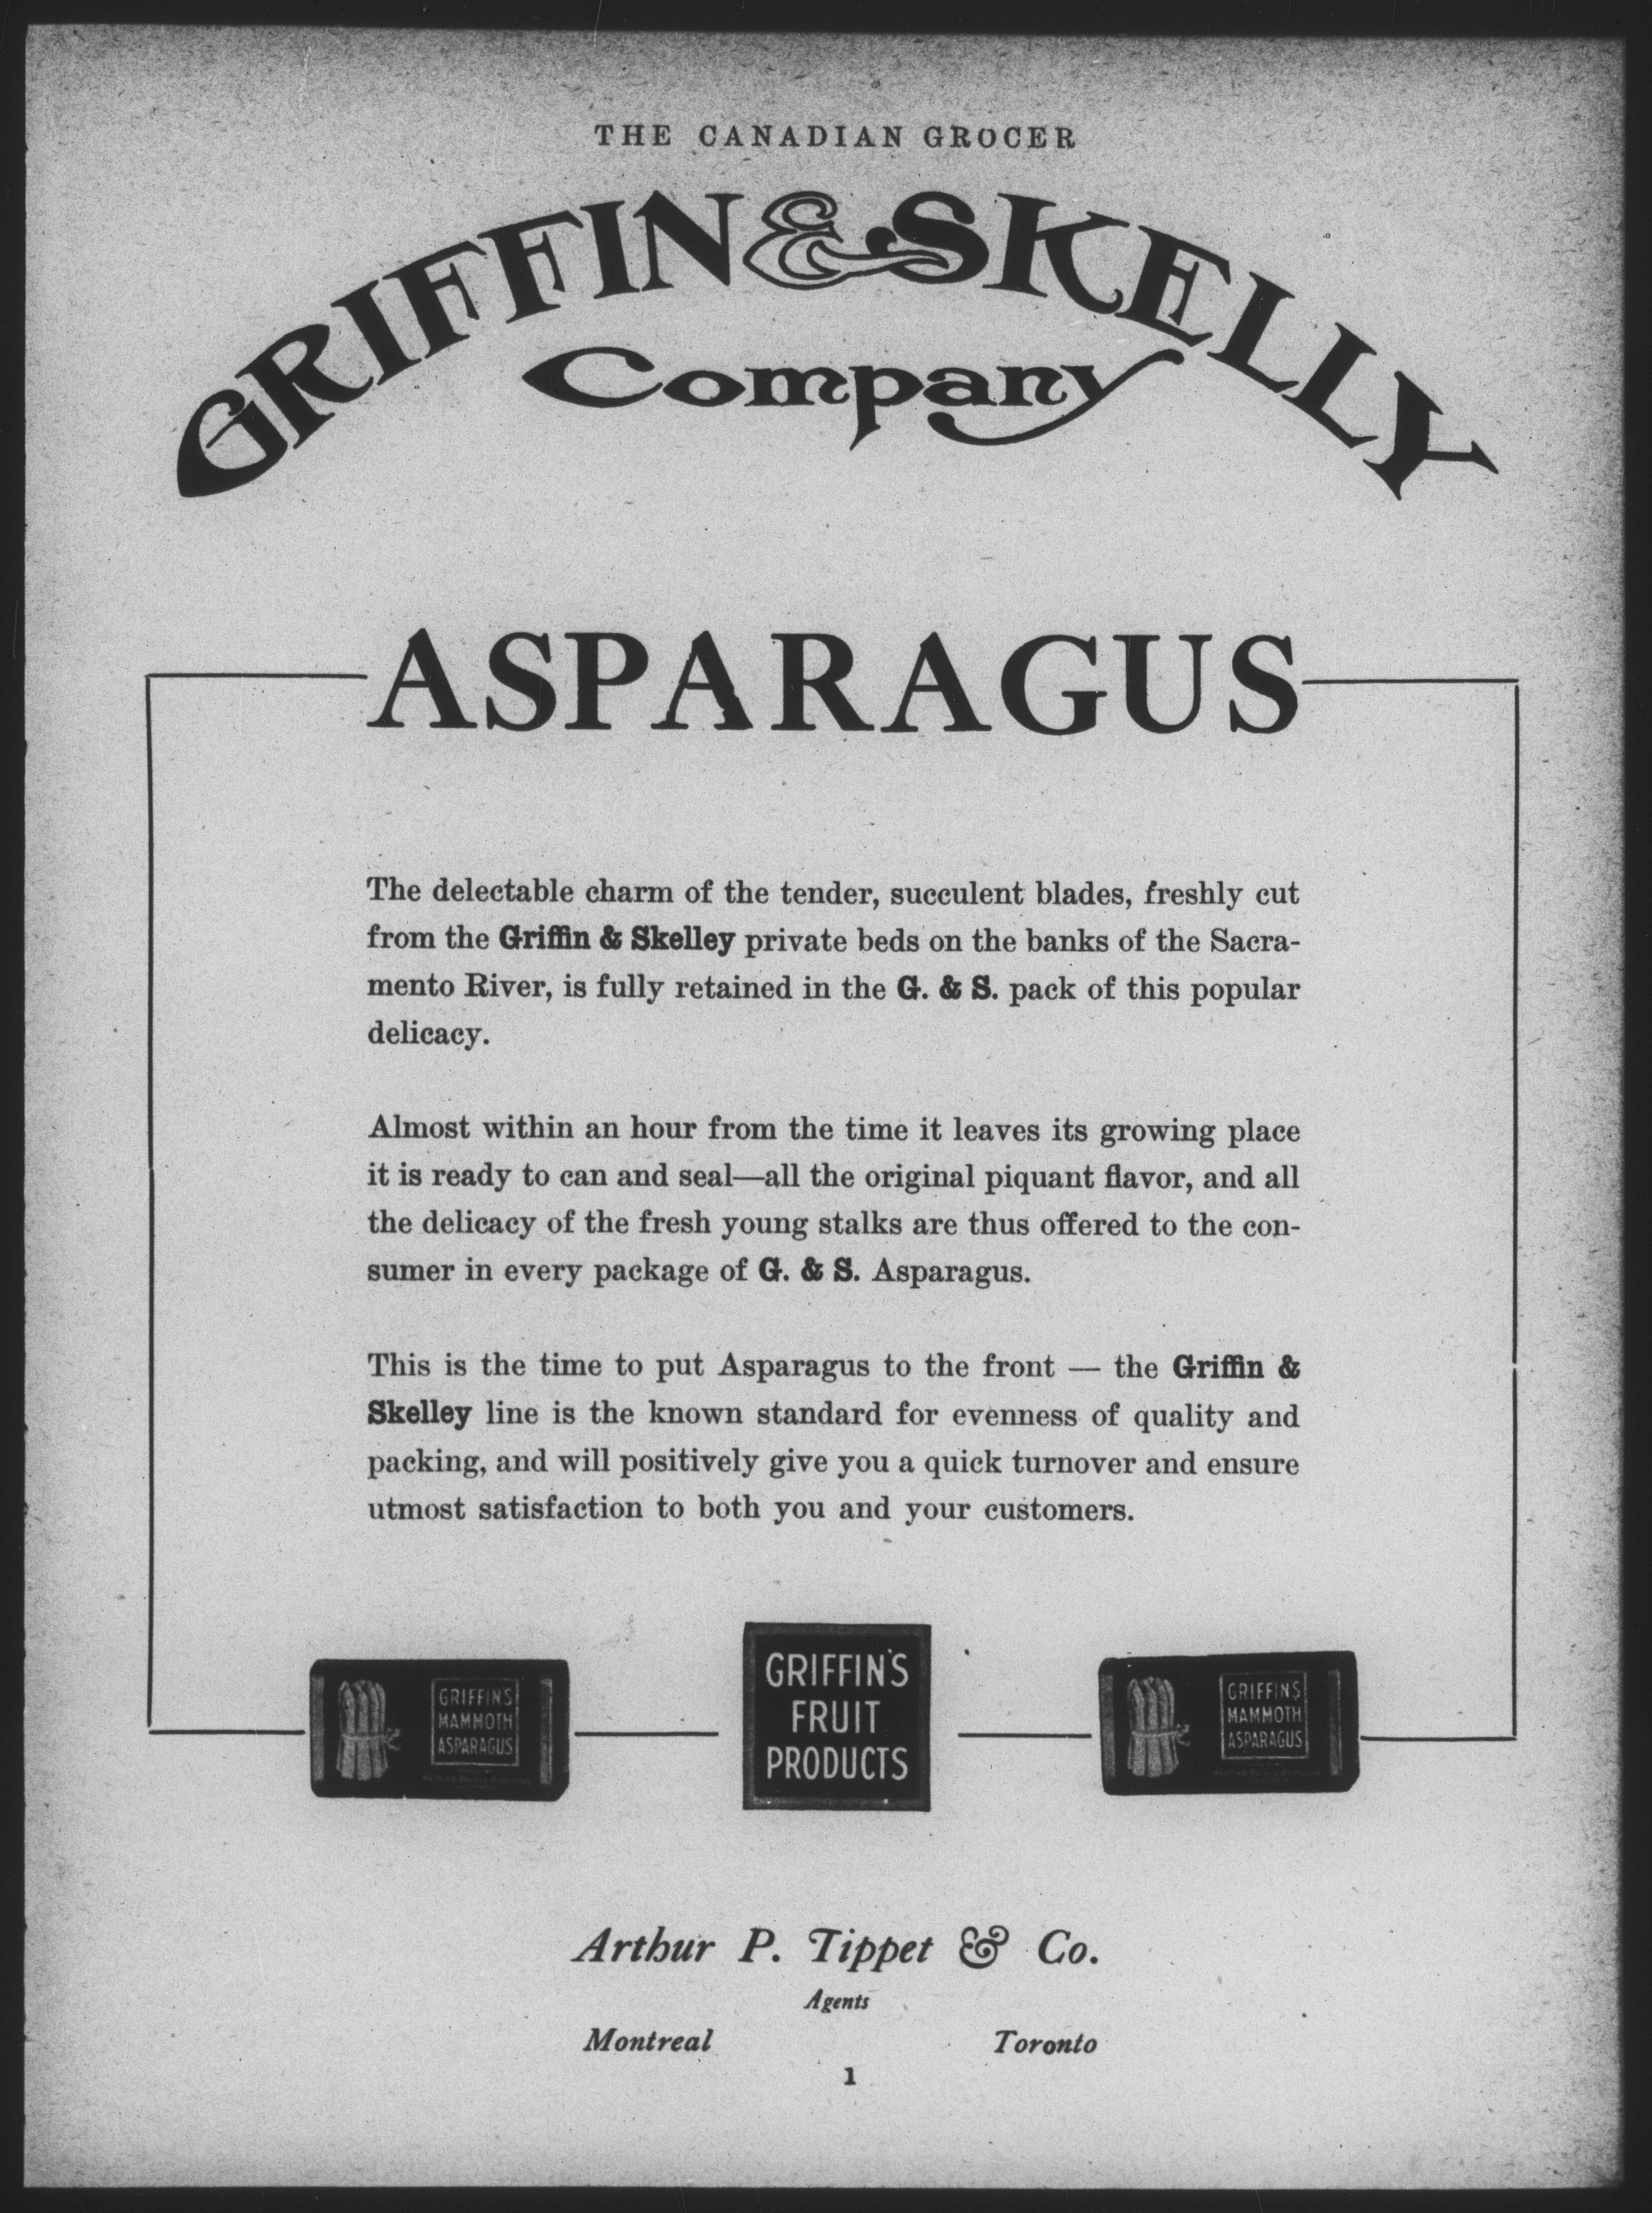 THE CANADIAN GROCER
GRIFFIN & SKELLY
Company
ASPARAGUS
The delectable charm of the tender, succulent blades, freshly cut
from the Griffin & Skelley private beds on the banks of the Sacra-
mento River, is fully retained in the G. & S. pack of this popular
delicacy.
Almost within an hour from the time it leaves its growing place
it is ready to can and seal—all the original piquant flavor, and all
the delicacy of the fresh young stalks are thus offered to the con-
sumer in every package of G. & S. Asparagus.
This is the time to put Asparagus to the front — the Griffin &
Skelley line is the known standard for evenness of quality and
packing, and will positively give you a quick turnover and ensure
utmost satisfaction to both you and your customers.
GRIFFIN'S
MAMMOTH
ASPARAGUS
GRIFFIN'S
FRUIT
PRODUCTS
GRIFFIN'S
MAMMOTH
ASPARAGUS
Arthur P. Tippet & Co.
Agents
Montreal Toronto
1